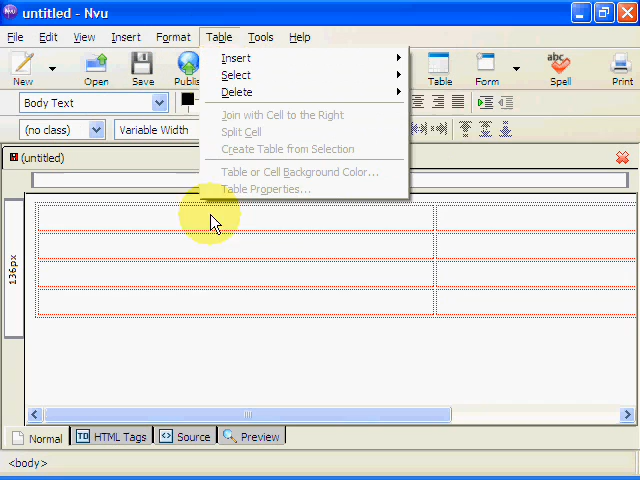 untitled - Nvu
File Edit View Insert Format Table Tools Help
New Open Save Publis Table Form Spell Print
Body Text
(no class) Variable Width
(untitled)
Insert
Select
Delete
Join with Cell to the Right
Split Cell
Create Table from Selection
Table or Cell Background Color...
Table Properties...
136px
Normal TD HTML Tags Source Preview
<body>